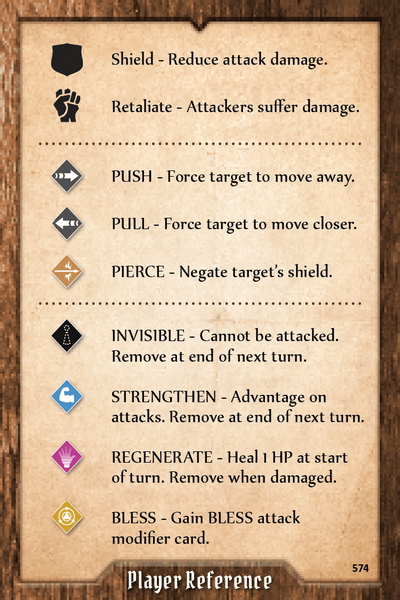 Shield - Reduce attack damage.
Retaliate - Attackers suffer damage.
PUSH - Force target to move away.
PULL - Force target to move closer.
PIERCE - Negate target's shield.
INVISIBLE - Cannot be attacked.
Remove at end of next turn.
STRENGTHEN - Advantage on
attacks. Remove at end of next turn.
REGENERATE - Heal 1 HP at start
of turn. Remove when damaged.
BLESS - Gain BLESS attack
modifier card.
574
Player Reference